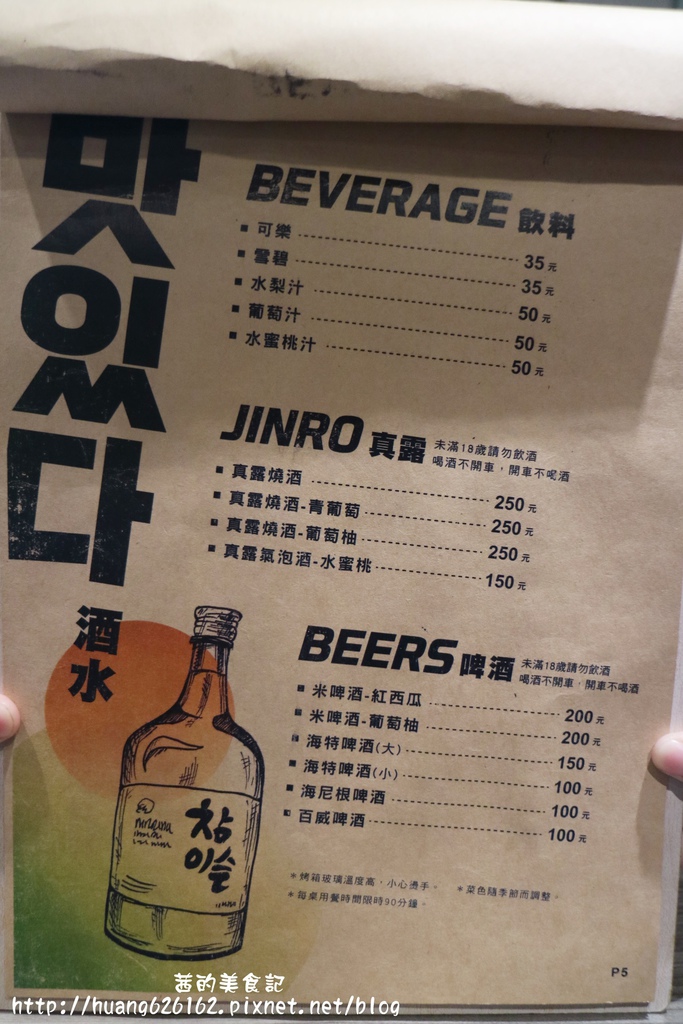 맛있다
酒水
BEVERAGE 飲料
可樂 35元
雪碧 35元
水梨汁 50元
葡萄汁 50元
水蜜桃汁 50元
JINRO 真露
未滿18歲請勿飲酒
喝酒不開車，開車不喝酒
真露燒酒 250元
真露燒酒-青葡萄 250元
真露燒酒-葡萄柚 250元
真露氣泡酒-水蜜桃 150元
BEERS 啤酒
未滿18歲請勿飲酒
喝酒不開車，開車不喝酒
米啤酒-紅西瓜 200元
米啤酒-葡萄柚 200元
海特啤酒(大) 150元
海特啤酒(小) 100元
海尼根啤酒 100元
百威啤酒 100元
참
이슬
*烤箱玻璃溫度高，小心燙手。 *菜色隨季節而調整。
*每桌用餐時間限時90分鐘。
P5
茜的美食記
http://huang626162.pixnet.net/blog